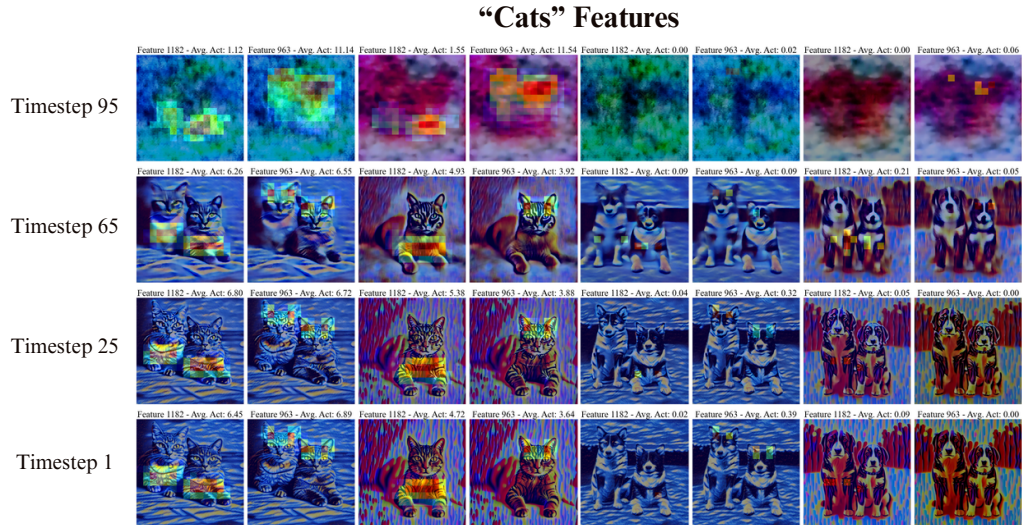 “Cats” Features
Feature 1182 - Avg. Act: 1.12 Feature 963 - Avg. Act: 11.14 Feature 1182 - Avg. Act: 1.55 Feature 963 - Avg. Act: 11.54 Feature 1182 - Avg. Act: 0.00 Feature 963 - Avg. Act: 0.02 Feature 1182 - Avg. Act: 0.00 Feature 963 - Avg. Act: 0.06
Timestep 95
Feature 1182 - Avg. Act: 6.26 Feature 963 - Avg. Act: 6.55 Feature 1182 - Avg. Act: 4.93 Feature 963 - Avg. Act: 3.92 Feature 1182 - Avg. Act: 0.09 Feature 963 - Avg. Act: 0.09 Feature 1182 - Avg. Act: 0.21 Feature 963 - Avg. Act: 0.05
Timestep 65
Feature 1182 - Avg. Act: 6.80 Feature 963 - Avg. Act: 6.72 Feature 1182 - Avg. Act: 5.38 Feature 963 - Avg. Act: 3.88 Feature 1182 - Avg. Act: 0.04 Feature 963 - Avg. Act: 0.32 Feature 1182 - Avg. Act: 0.05 Feature 963 - Avg. Act: 0.00
Timestep 25
Feature 1182 - Avg. Act: 6.45 Feature 963 - Avg. Act: 6.89 Feature 1182 - Avg. Act: 4.72 Feature 963 - Avg. Act: 3.64 Feature 1182 - Avg. Act: 0.02 Feature 963 - Avg. Act: 0.39 Feature 1182 - Avg. Act: 0.09 Feature 963 - Avg. Act: 0.00
Timestep 1